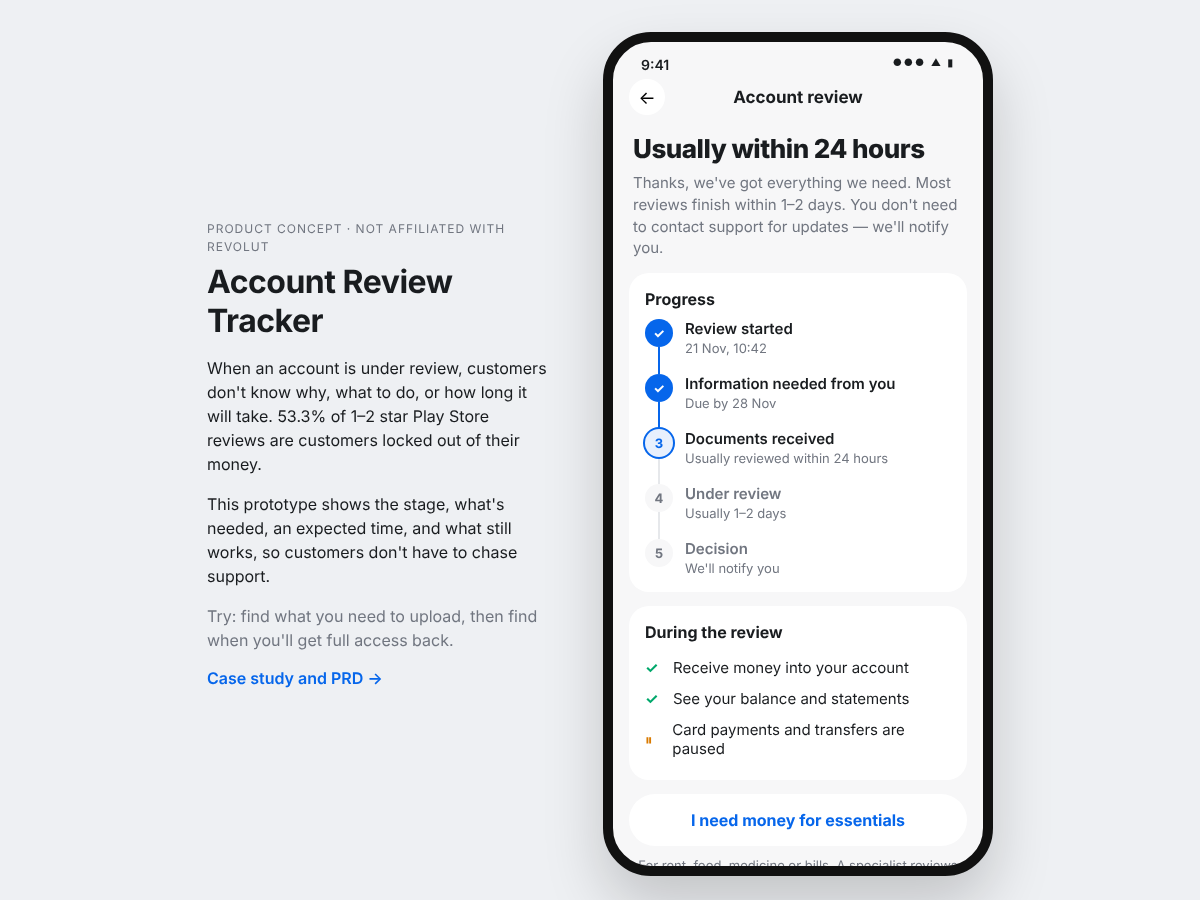 PRODUCT CONCEPT · NOT AFFILIATED WITH
REVOLUT
Account Review
Tracker
When an account is under review, customers
don't know why, what to do, or how long it
will take. 53.3% of 1–2 star Play Store
reviews are customers locked out of their
money.
This prototype shows the stage, what's
needed, an expected time, and what still
works, so customers don't have to chase
support.
Try: find what you need to upload, then find
when you'll get full access back.
Case study and PRD →
9:41
← Account review
Usually within 24 hours
Thanks, we've got everything we need. Most
reviews finish within 1–2 days. You don't need
to contact support for updates — we'll notify
you.
Progress
Review started
21 Nov, 10:42
Information needed from you
Due by 28 Nov
3 Documents received
Usually reviewed within 24 hours
4 Under review
Usually 1–2 days
5 Decision
We'll notify you
During the review
Receive money into your account
See your balance and statements
Card payments and transfers are
paused
I need money for essentials
For rent, food, medicine or bills. A specialist reviews